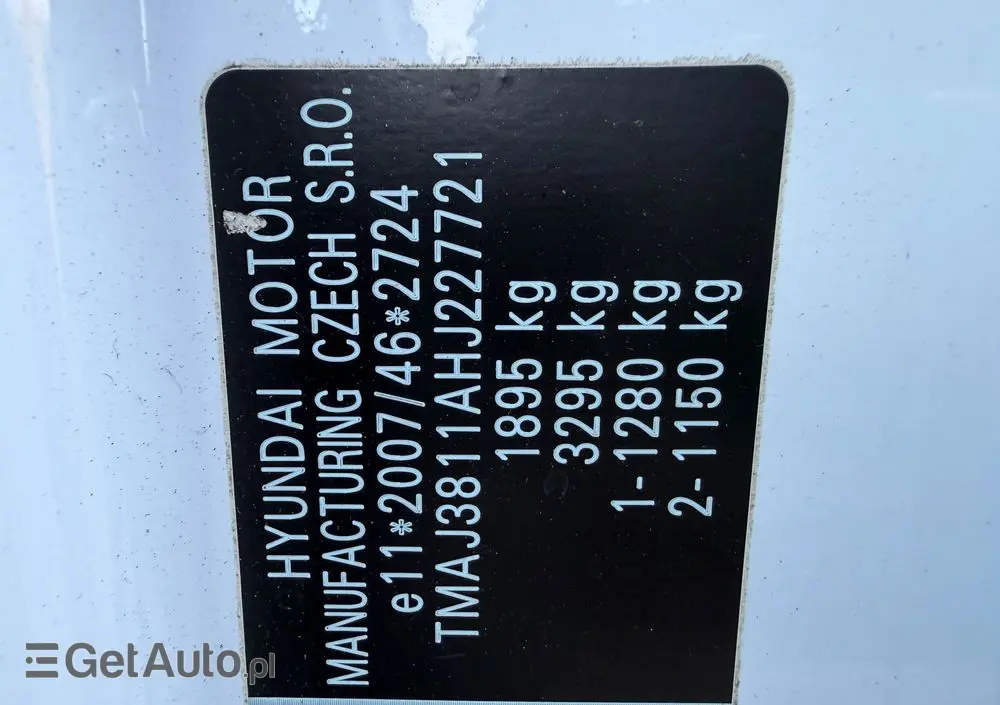 HYUNDAI MOTOR
MANUFACTURING CZECH S.R.O.
e11*2007/46*2724
TMAJ3811AHJ227721
1895 kg
3295 kg
1-1280 kg
2-1150 kg
GetAuto.pl